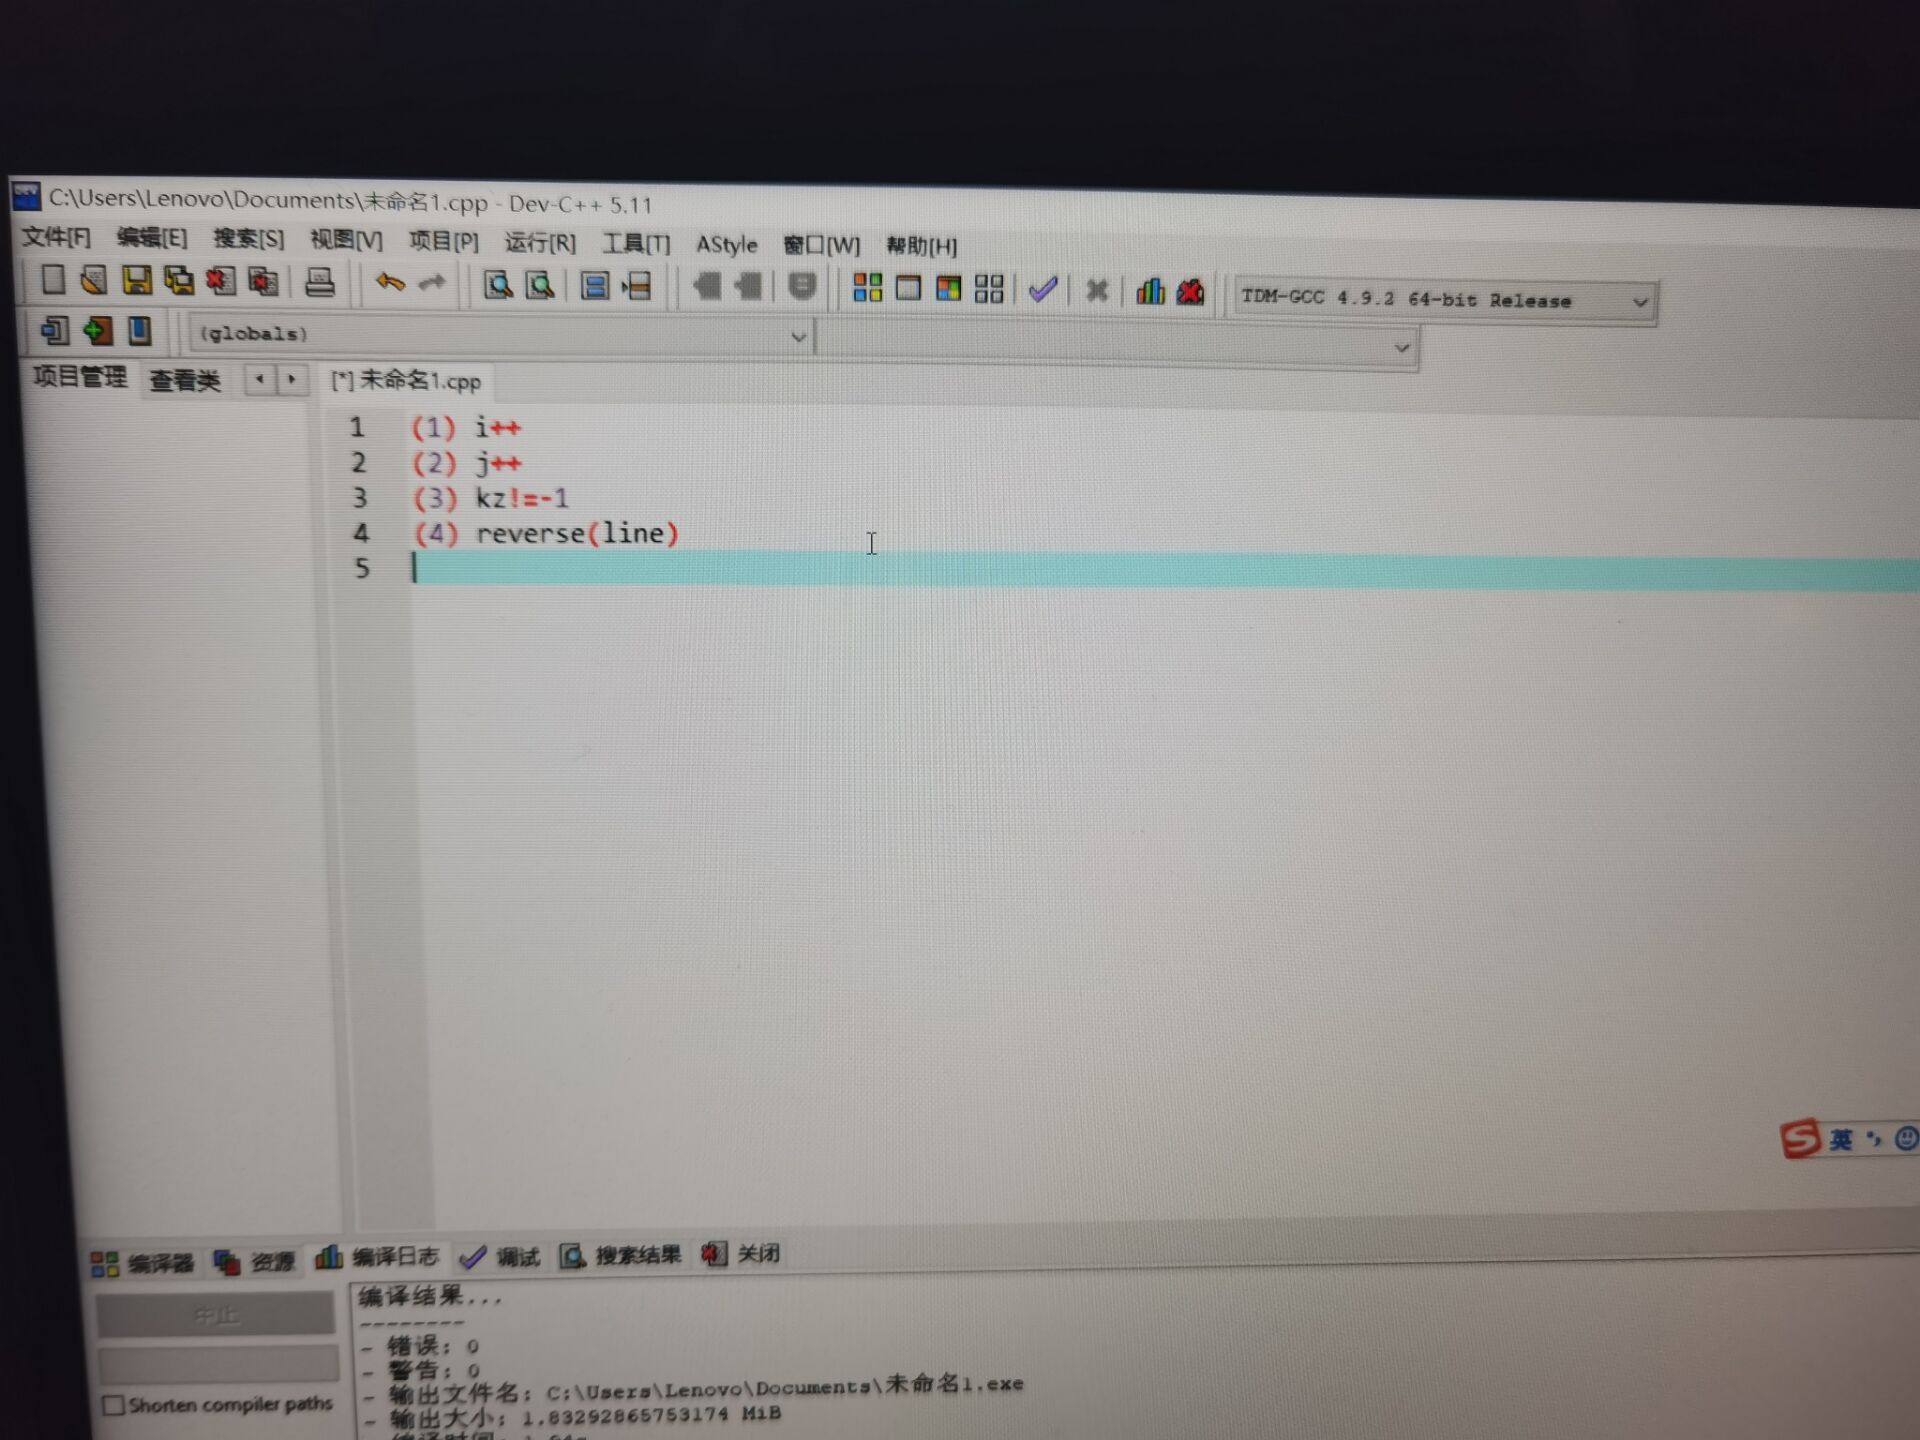 C:\Users\Lenovo\Documents\未命名1.cpp - Dev-C++ 5.11
文件[F] 编辑[E] 搜索[S] 视图[V] 项目[P] 运行[R] 工具[T] AStyle 窗口[W] 帮助[H]
TDM-GCC 4.9.2 64-bit Release
(globals)
项目管理 查看类 [*] 未命名1.cpp
1 (1) i++
2 (2) j++
3 (3) kz!=-1
4 (4) reverse(line)
5
英
编译器 资源 编译日志 调试 搜索结果 关闭
中止
编译结果...
--------
- 错误: 0
- 警告: 0
- 输出文件名: C:\Users\Lenovo\Documents\未命名1.exe
Shorten compiler paths
- 输出大小: 1.83292865753174 MiB